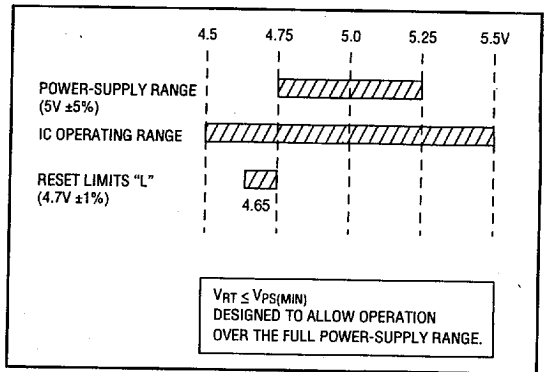 4.5 4.75 5.0 5.25 5.5V
POWER-SUPPLY RANGE
(5V ±5%)
IC OPERATING RANGE
RESET LIMITS "L"
(4.7V ±1%)
4.65
VRT ≤ VPS(MIN)
DESIGNED TO ALLOW OPERATION
OVER THE FULL POWER-SUPPLY RANGE.